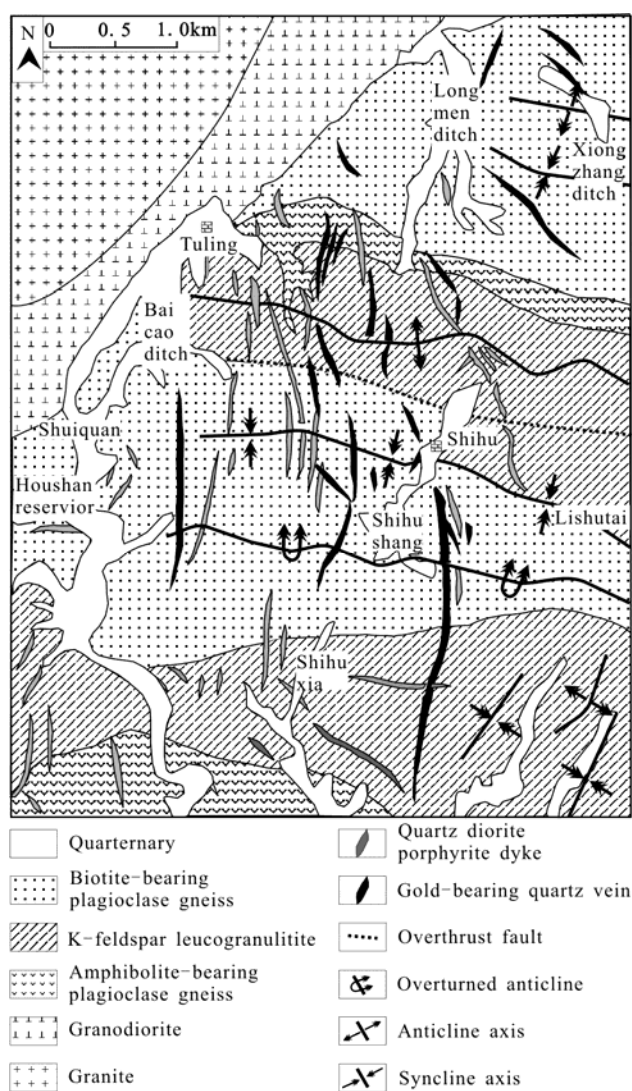 N
0 0.5 1.0km
Long
men
ditch
Xiong
zhang
ditch
Tuling
Bai
cao
ditch
Shuiquan
Shihu
Houshan
reservior
Shihu
shang
Lishutai
Shihu
xia
Quarternary
Biotite-bearing
plagioclase gneiss
K-feldspar leucogranulitite
Amphibolite-bearing
plagioclase gneiss
Granodiorite
Granite
Quartz diorite
porphyrite dyke
Gold-bearing quartz vein
Overthrust fault
Overturned anticline
Anticline axis
Syncline axis